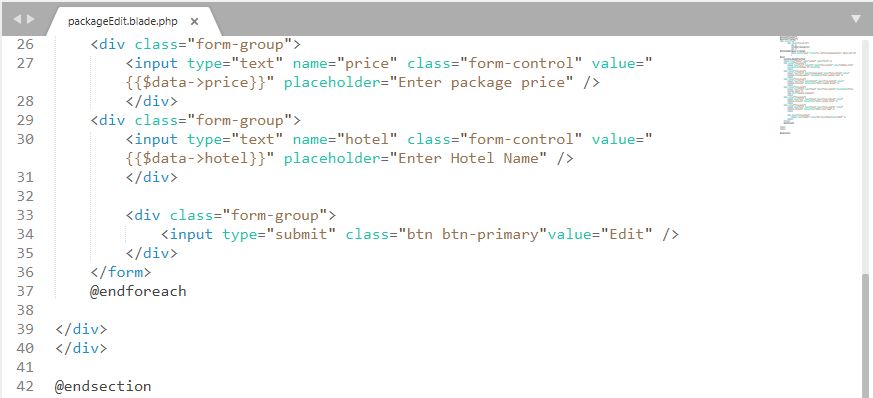 packageEdit.blade.php ×
26 <div class="form-group">
27 <input type="text" name="price" class="form-control" value="
{{$data->price}}" placeholder="Enter package price" />
28 </div>
29 <div class="form-group">
30 <input type="text" name="hotel" class="form-control" value="
{{$data->hotel}}" placeholder="Enter Hotel Name" />
31 </div>
32
33 <div class="form-group">
34 <input type="submit" class="btn btn-primary"value="Edit" />
35 </div>
36 </form>
37 @endforeach
38
39 </div>
40 </div>
41
42 @endsection